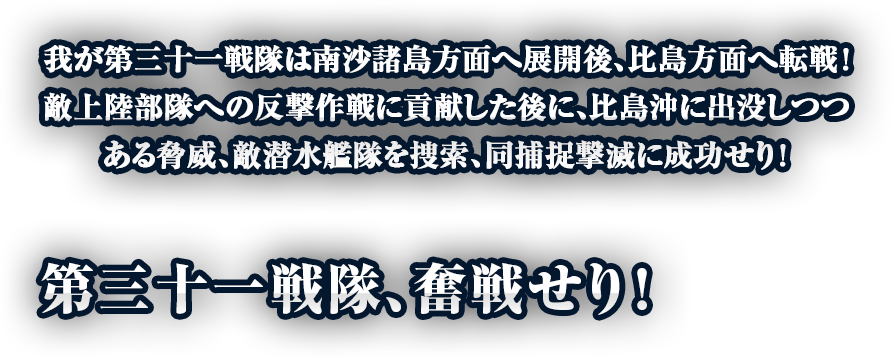 我が第三十一戦隊は南沙諸島方面へ展開後、比島方面へ転戦！
敵上陸部隊への反撃作戦に貢献した後に、比島沖に出没しつつ
ある脅威、敵潜水艦隊を捜索、同捕捉撃滅に成功せり！
第三十一戦隊、奮戦せり！